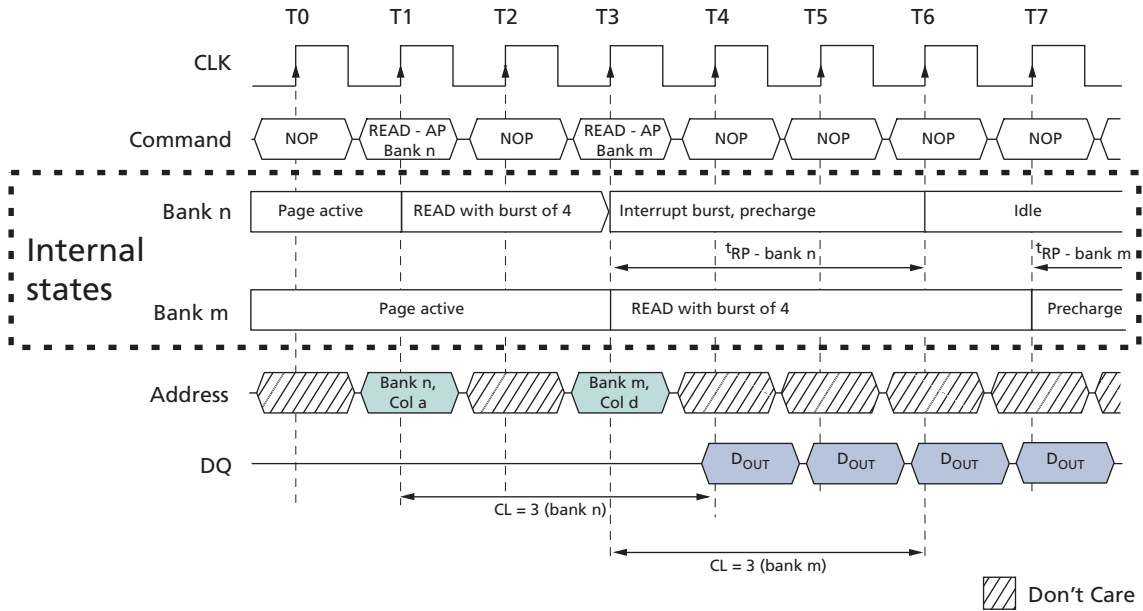 T0 T1 T2 T3 T4 T5 T6 T7
CLK
Command NOP READ - AP Bank n NOP READ - AP Bank m NOP NOP NOP NOP
Bank n Page active READ with burst of 4 Interrupt burst, precharge Idle
Internal states
tRP - bank n tRP - bank m
Bank m Page active READ with burst of 4 Precharge
Address Bank n, Col a Bank m, Col d
DQ DOUT DOUT DOUT DOUT
CL = 3 (bank n)
CL = 3 (bank m)
Don't Care